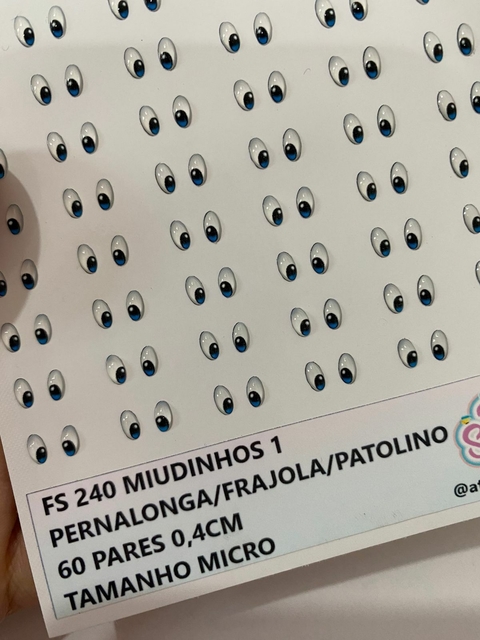 FS 240 MIUDINHOS 1
PERNALONGA/FRAJOLA/PATOLINO
60 PARES 0,4CM
TAMANHO MICRO